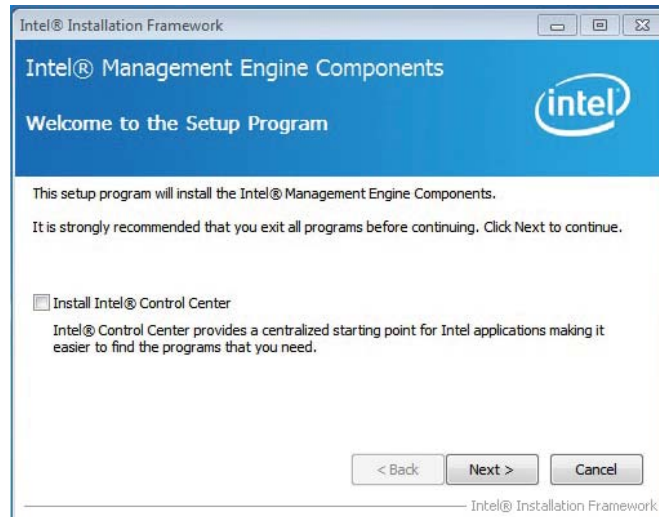 Intel® Installation Framework
Intel® Management Engine Components
intel
Welcome to the Setup Program
This setup program will install the Intel® Management Engine Components.
It is strongly recommended that you exit all programs before continuing. Click Next to continue.
Install Intel® Control Center
Intel® Control Center provides a centralized starting point for Intel applications making it
easier to find the programs that you need.
< Back Next > Cancel
Intel® Installation Framework